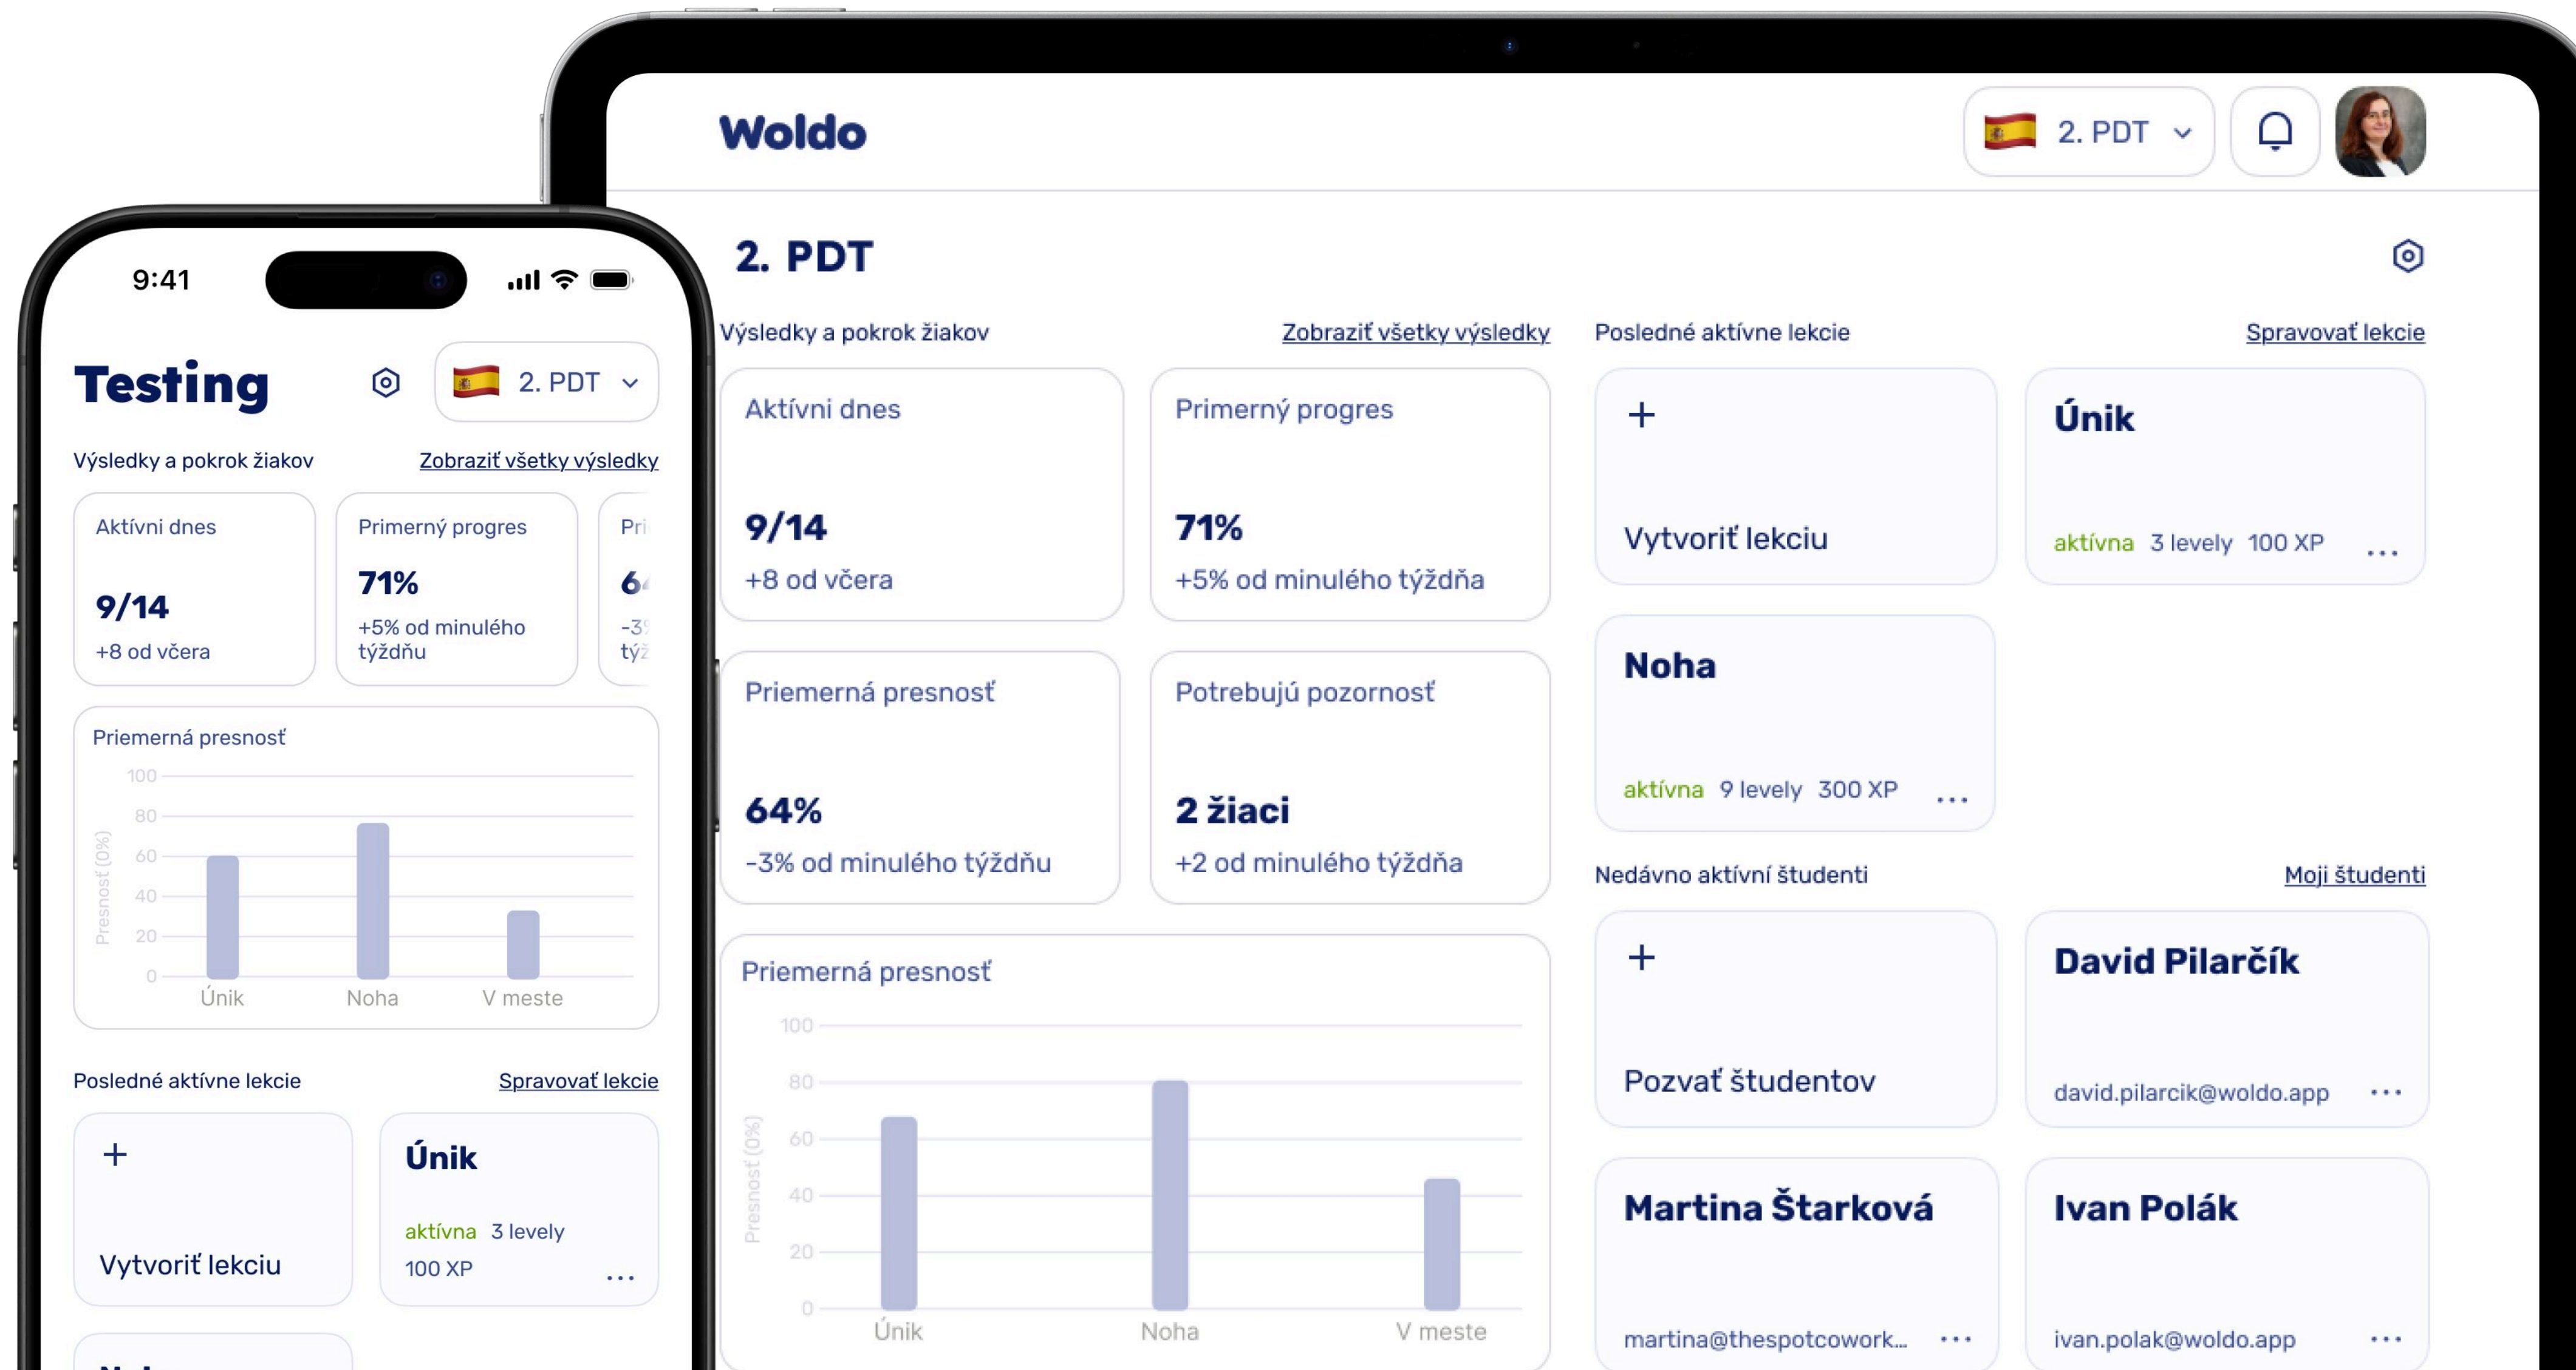 9:41
Testing
2. PDT
Výsledky a pokrok žiakov
Zobraziť všetky výsledky
Aktívni dnes
9/14
+8 od včera
Primerný progres
71%
+5% od minulého
týždňu
Priemerná presnosť
Presnosť (0%)
100
80
60
40
20
0
Únik
Noha
V meste
Posledné aktívne lekcie
Spravovať lekcie
+
Vytvoriť lekciu
Únik
aktívna 3 levely
100 XP
...
Woldo
2. PDT
2. PDT
Výsledky a pokrok žiakov
Zobraziť všetky výsledky
Aktívni dnes
9/14
+8 od včera
Primerný progres
71%
+5% od minulého týždňa
Priemerná presnosť
64%
-3% od minulého týždňu
Potrebujú pozornosť
2 žiaci
+2 od minulého týždňa
Priemerná presnosť
Presnosť (0%)
100
80
60
40
20
0
Únik
Noha
V meste
Posledné aktívne lekcie
Spravovať lekcie
+
Vytvoriť lekciu
Únik
aktívna 3 levely 100 XP ...
Noha
aktívna 9 levely 300 XP ...
Nedávno aktívní študenti
Moji študenti
+
Pozvať študentov
David Pilarčík
david.pilarcik@woldo.app ...
Martina Štarková
martina@thespotcowork... ...
Ivan Polák
ivan.polak@woldo.app ...